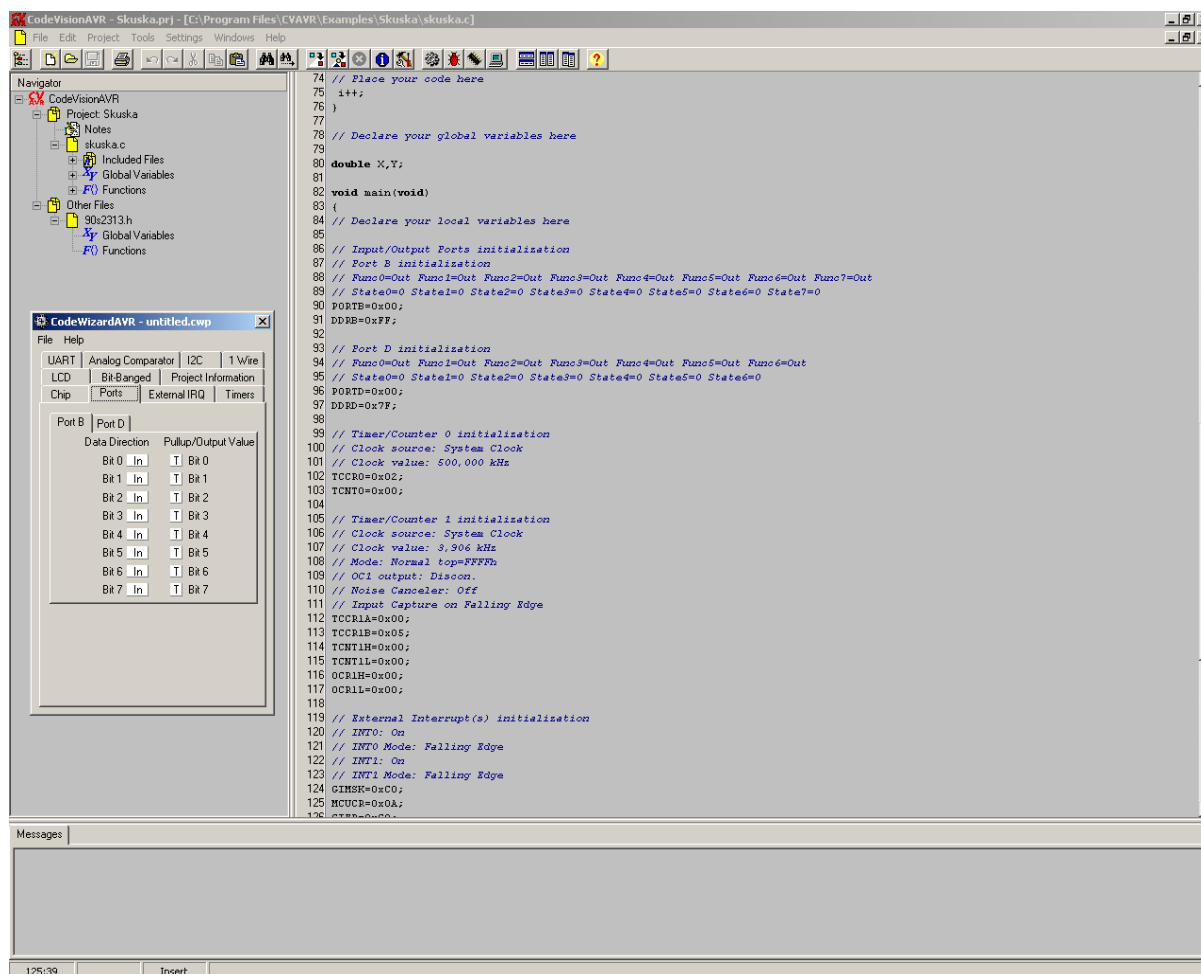 CodeVisionAVR - Skuska.prj - [C:\Program Files\CVAVR\Examples\Skuska\skuska.c]
File Edit Project Tools Settings Windows Help
Navigator
CodeVisionAVR
Project: Skuska
Notes
skuska.c
Included Files
Global Variables
Functions
Other Files
90s2313.h
Global Variables
Functions
CodeWizardAVR - untitled.cwp
File Help
UART Analog Comparator I2C 1 Wire
LCD Bit-Banged Project Information
Chip Ports External IRQ Timers
Port B Port D
Data Direction Pullup/Output Value
Bit 0 In T Bit 0
Bit 1 In T Bit 1
Bit 2 In T Bit 2
Bit 3 In T Bit 3
Bit 4 In T Bit 4
Bit 5 In T Bit 5
Bit 6 In T Bit 6
Bit 7 In T Bit 7
74 // Place your code here
75 i++;
76 }
77
78 // Declare your global variables here
79
80 double X,Y;
81
82 void main(void)
83 {
84 // Declare your local variables here
85
86 // Input/Output Ports initialization
87 // Port B initialization
88 // Func0=Out Func1=Out Func2=Out Func3=Out Func4=Out Func5=Out Func6=Out Func7=Out
89 // State0=0 State1=0 State2=0 State3=0 State4=0 State5=0 State6=0 State7=0
90 PORTB=0x00;
91 DDRB=0xFF;
92
93 // Port D initialization
94 // Func0=Out Func1=Out Func2=Out Func3=Out Func4=Out Func5=Out Func6=Out
95 // State0=0 State1=0 State2=0 State3=0 State4=0 State5=0 State6=0
96 PORTD=0x00;
97 DDRD=0x7F;
98
99 // Timer/Counter 0 initialization
100 // Clock source: System Clock
101 // Clock value: 500,000 kHz
102 TCCR0=0x02;
103 TCNT0=0x00;
104
105 // Timer/Counter 1 initialization
106 // Clock source: System Clock
107 // Clock value: 3,906 kHz
108 // Mode: Normal top=FFFFh
109 // OC1 output: Discon.
110 // Noise Canceler: Off
111 // Input Capture on Falling Edge
112 TCCR1A=0x00;
113 TCCR1B=0x05;
114 TCNT1H=0x00;
115 TCNT1L=0x00;
116 OCR1H=0x00;
117 OCR1L=0x00;
118
119 // External Interrupt(s) initialization
120 // INT0: On
121 // INT0 Mode: Falling Edge
122 // INT1: On
123 // INT1 Mode: Falling Edge
124 GIMSK=0xC0;
125 MCUCR=0x0A;
Messages
125:39 Insert